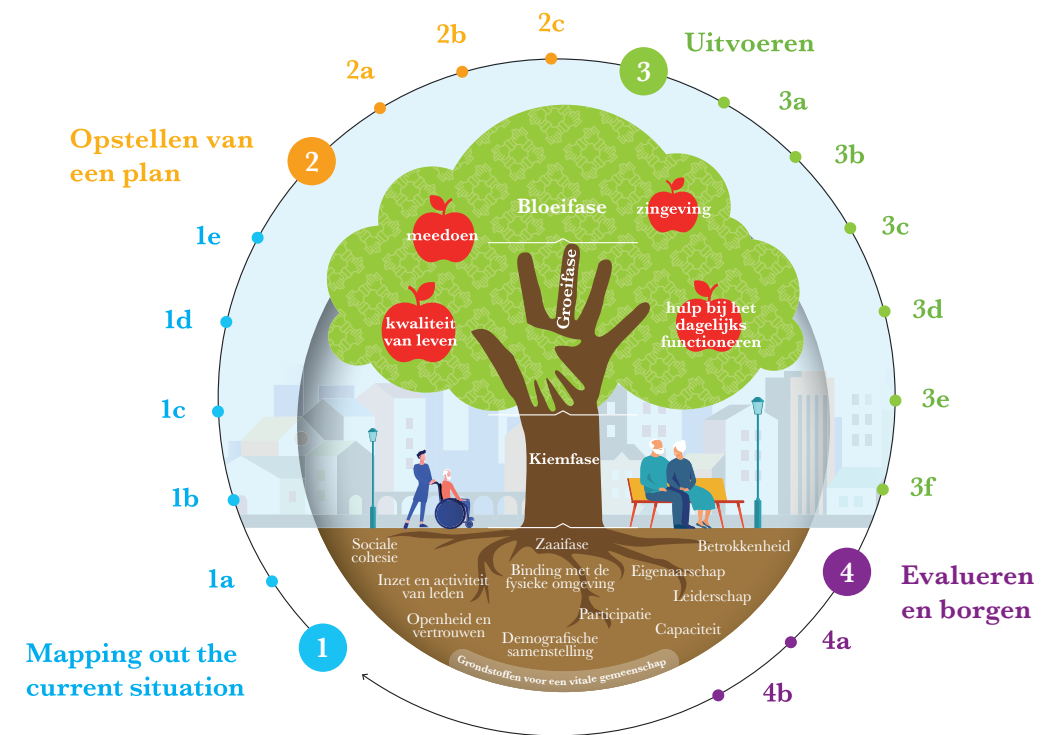 2c
2b
2a
3
Uitvoeren
3a
3b
3c
3d
3e
3f
Opstellen van
een plan
2
1e
1d
1c
1b
1a
1
Mapping out the
current situation
4
Evalueren
en borgen
4a
4b
Bloeifase
meedoen
zingeving
Groeifase
kwaliteit
van leven
hulp bij het
dagelijks
functioneren
Kiemfase
Zaaifase
Sociale
cohesie
Betrokkenheid
Inzet en activiteit
van leden
Binding met de
fysieke omgeving
Eigenaarschap
Leiderschap
Openheid en
vertrouwen
Participatie
Capaciteit
Demografische
samenstelling
Grondstoffen voor een vitale gemeenschap